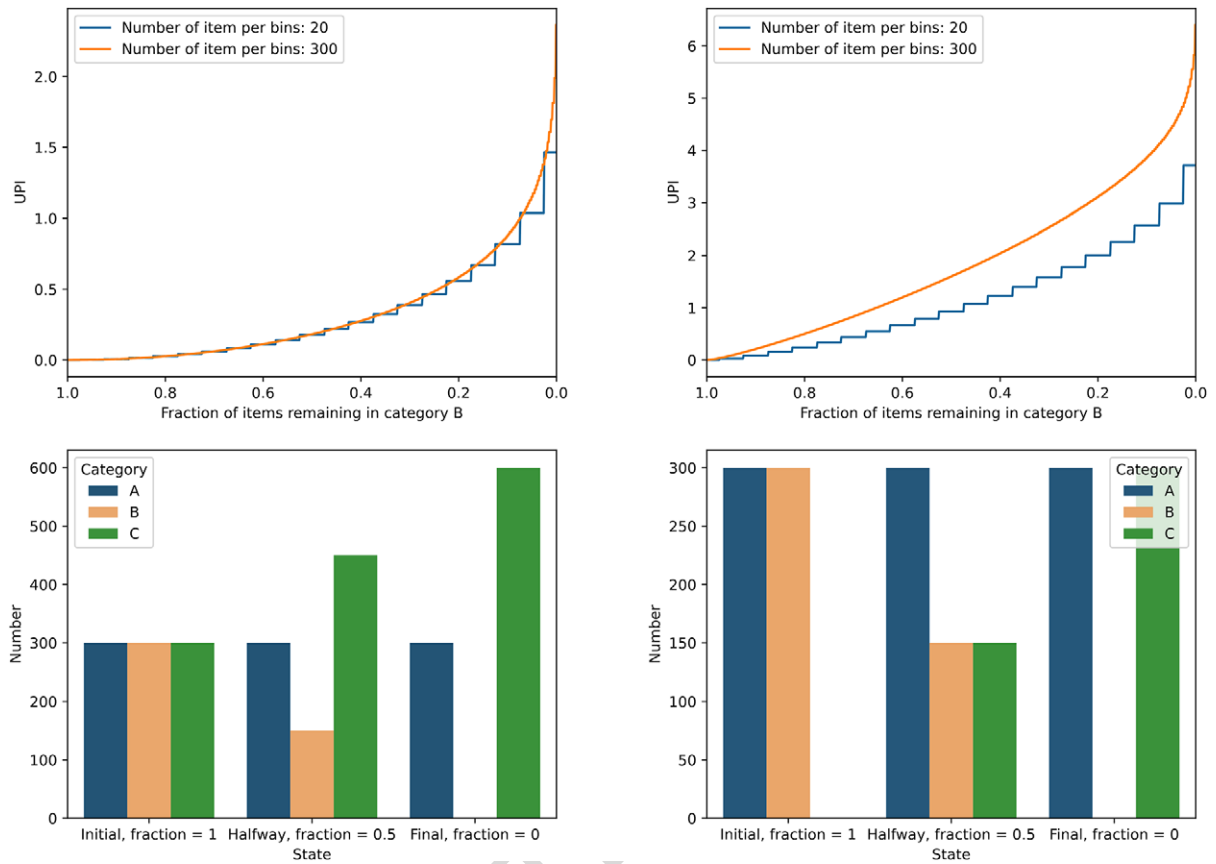 Number of item per bins: 20
Number of item per bins: 300
2.0
1.5
1.0
0.5
0.0
UPI
1.0 0.8 0.6 0.4 0.2 0.0
Fraction of items remaining in category B
Number of item per bins: 20
Number of item per bins: 300
6
5
4
3
2
1
0
UPI
1.0 0.8 0.6 0.4 0.2 0.0
Fraction of items remaining in category B
Category
A
B
C
600
500
400
300
200
100
0
Number
Initial, fraction = 1 Halfway, fraction = 0.5 Final, fraction = 0
State
Category
A
B
C
300
250
200
150
100
50
0
Number
Initial, fraction = 1 Halfway, fraction = 0.5 Final, fraction = 0
State